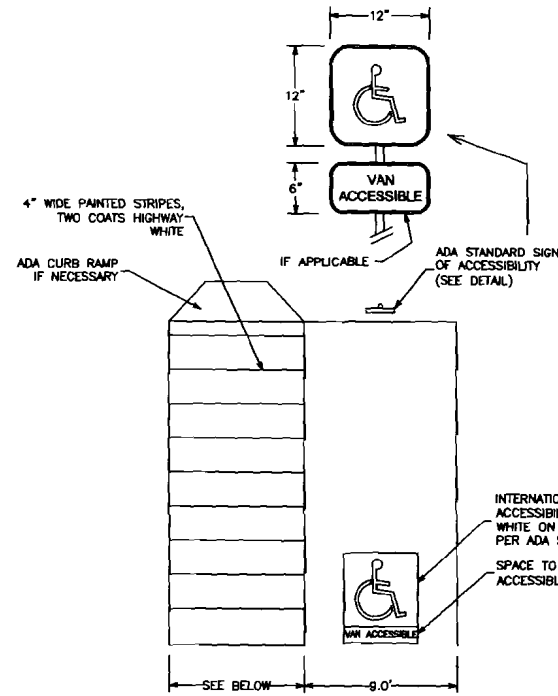 12"
12"
6"
VAN
ACCESSIBLE
4" WIDE PAINTED STRIPES,
TWO COATS HIGHWAY
WHITE
IF APPLICABLE
ADA CURB RAMP
IF NECESSARY
ADA STANDARD SIGN
OF ACCESSIBILITY
(SEE DETAIL)
INTERNATIO
ACCESSIBIL
WHITE ON
PER ADA S
SPACE TO
ACCESSIBL
VAN ACCESSIBLE
SEE BELOW
9.0'